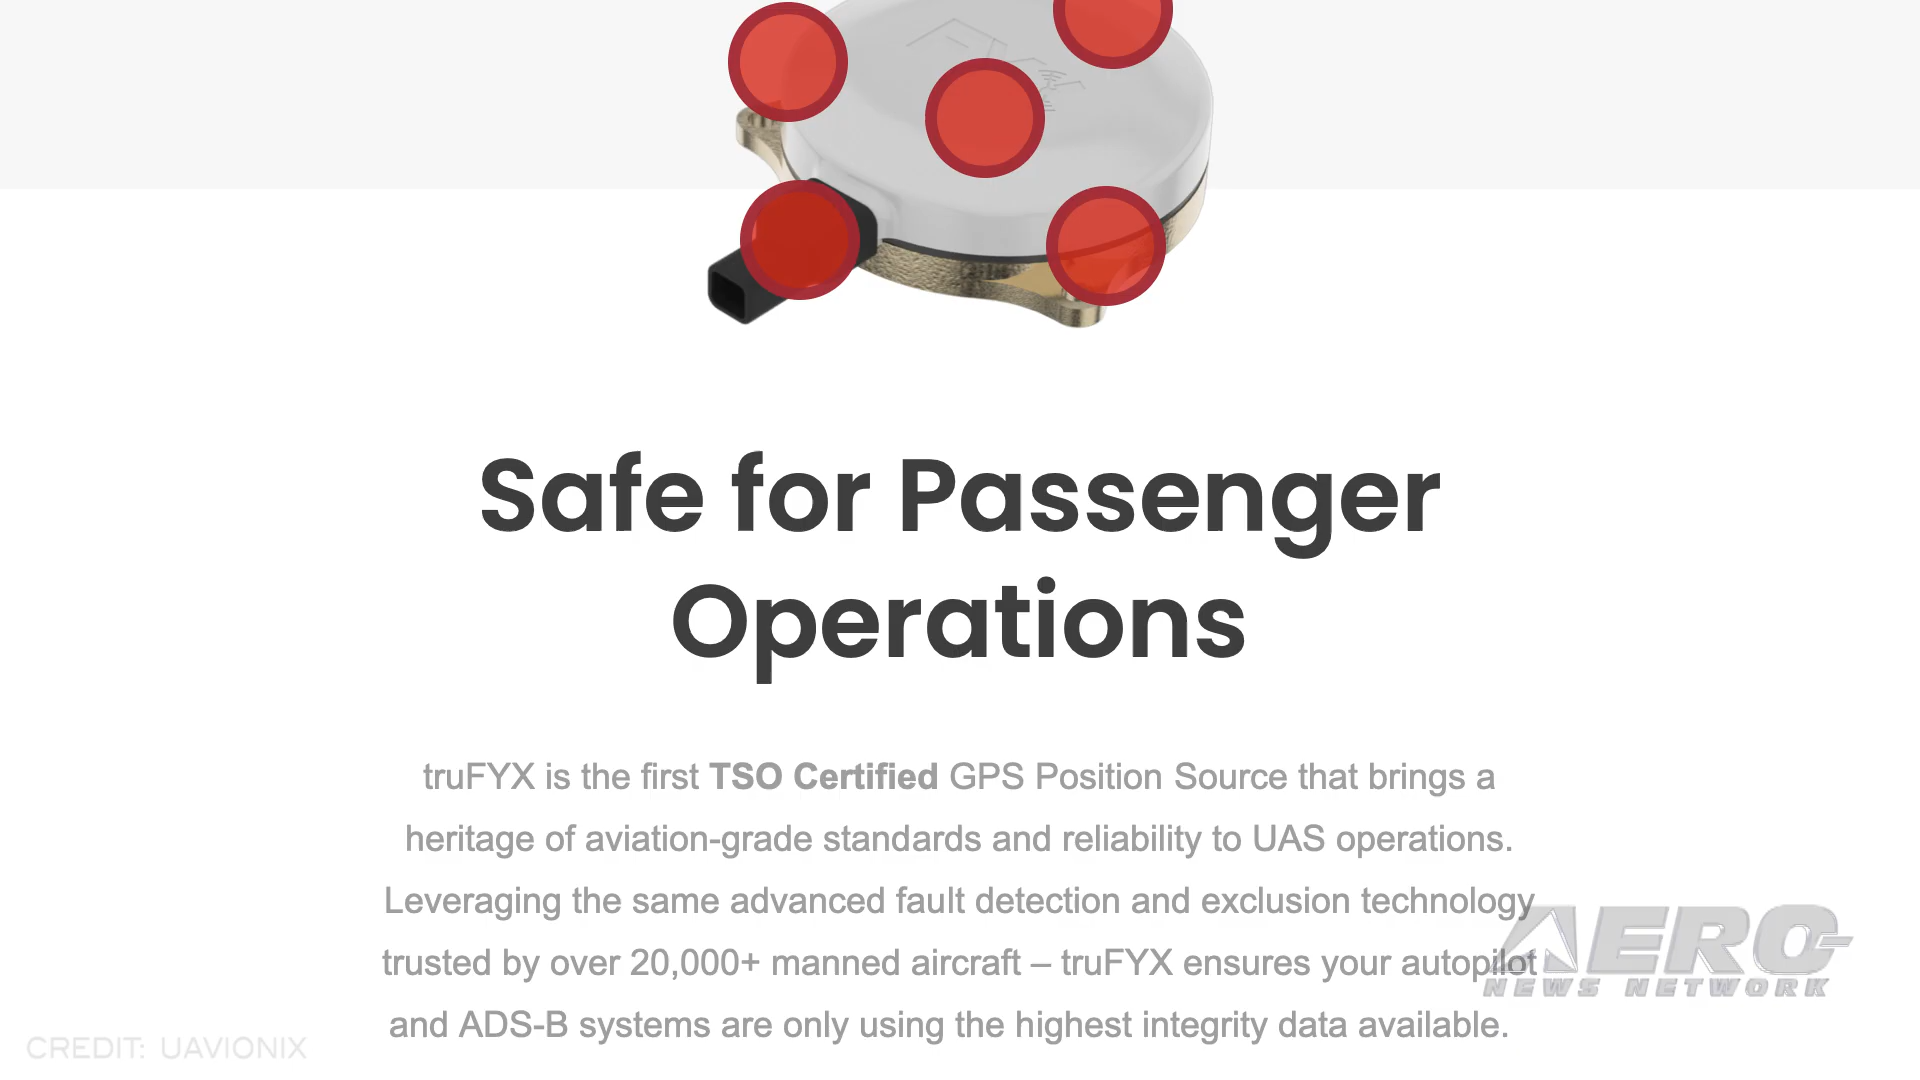 Safe for Passenger
Operations
truFYX is the first TSO Certified GPS Position Source that brings a
heritage of aviation-grade standards and reliability to UAS operations.
Leveraging the same advanced fault detection and exclusion technology
trusted by over 20,000+ manned aircraft – truFYX ensures your autopilot
and ADS-B systems are only using the highest integrity data available.
AERO
NEWS NETWORK
CREDIT: UAVIONIX